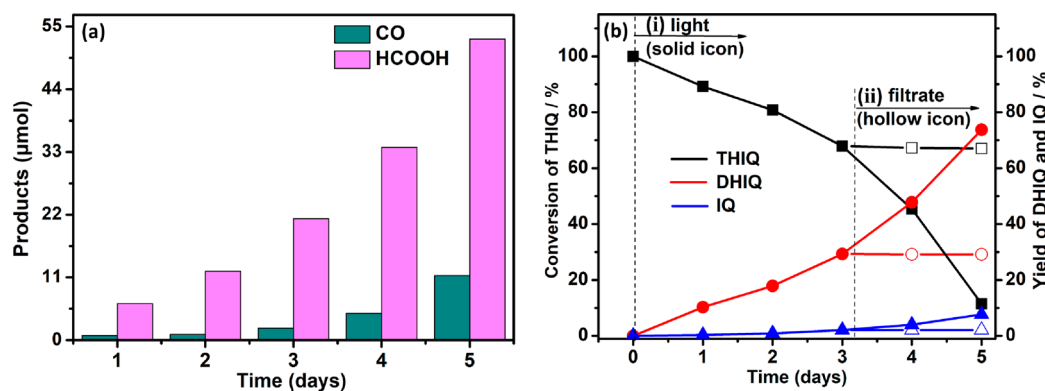 (a)
CO
HCOOH
55
44
33
22
11
0
Products (μmol)
1 2 3 4 5
Time (days)
(b)
(i) light
(solid icon)
(ii) filtrate
(hollow icon)
THIQ
DHIQ
IQ
100
80
60
40
20
0
Conversion of THIQ / %
100
80
60
40
20
0
Yield of DHIQ and IQ / %
0 1 2 3 4 5
Time (days)